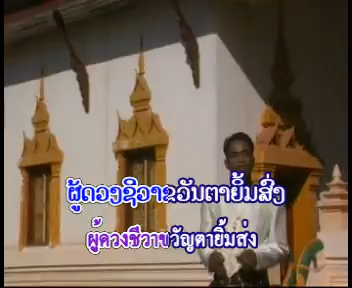 ຜູ້ດວງຊີວາຂວັນຕາຍິ້ມສົ່ງ
ผู้ดวงชีวาขวัญตายิ้มส่ง